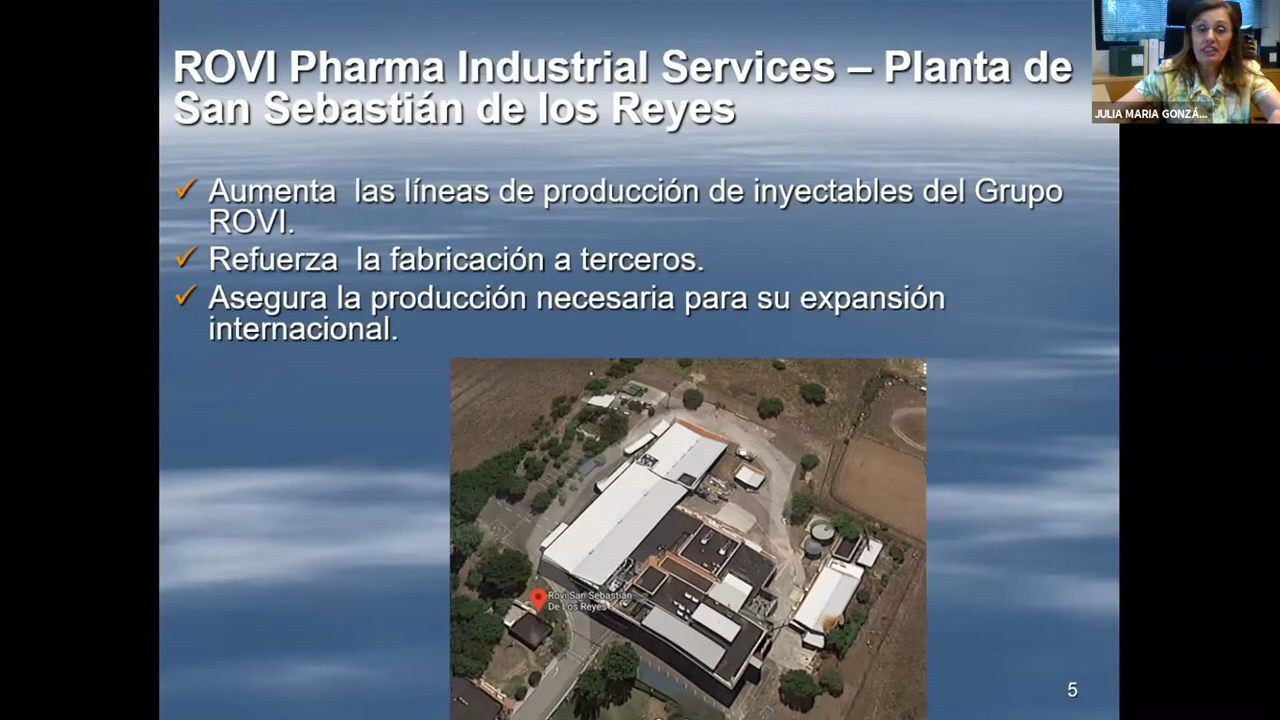 ROVI Pharma Industrial Services – Planta de
San Sebastián de los Reyes
JULIA MARIA GONZÁ...
✓ Aumenta  las líneas de producción de inyectables del Grupo
ROVI.
✓ Refuerza  la fabricación a terceros.
✓ Asegura la producción necesaria para su expansión
internacional.
Rovi San Sebastián
De Los Reyes
5